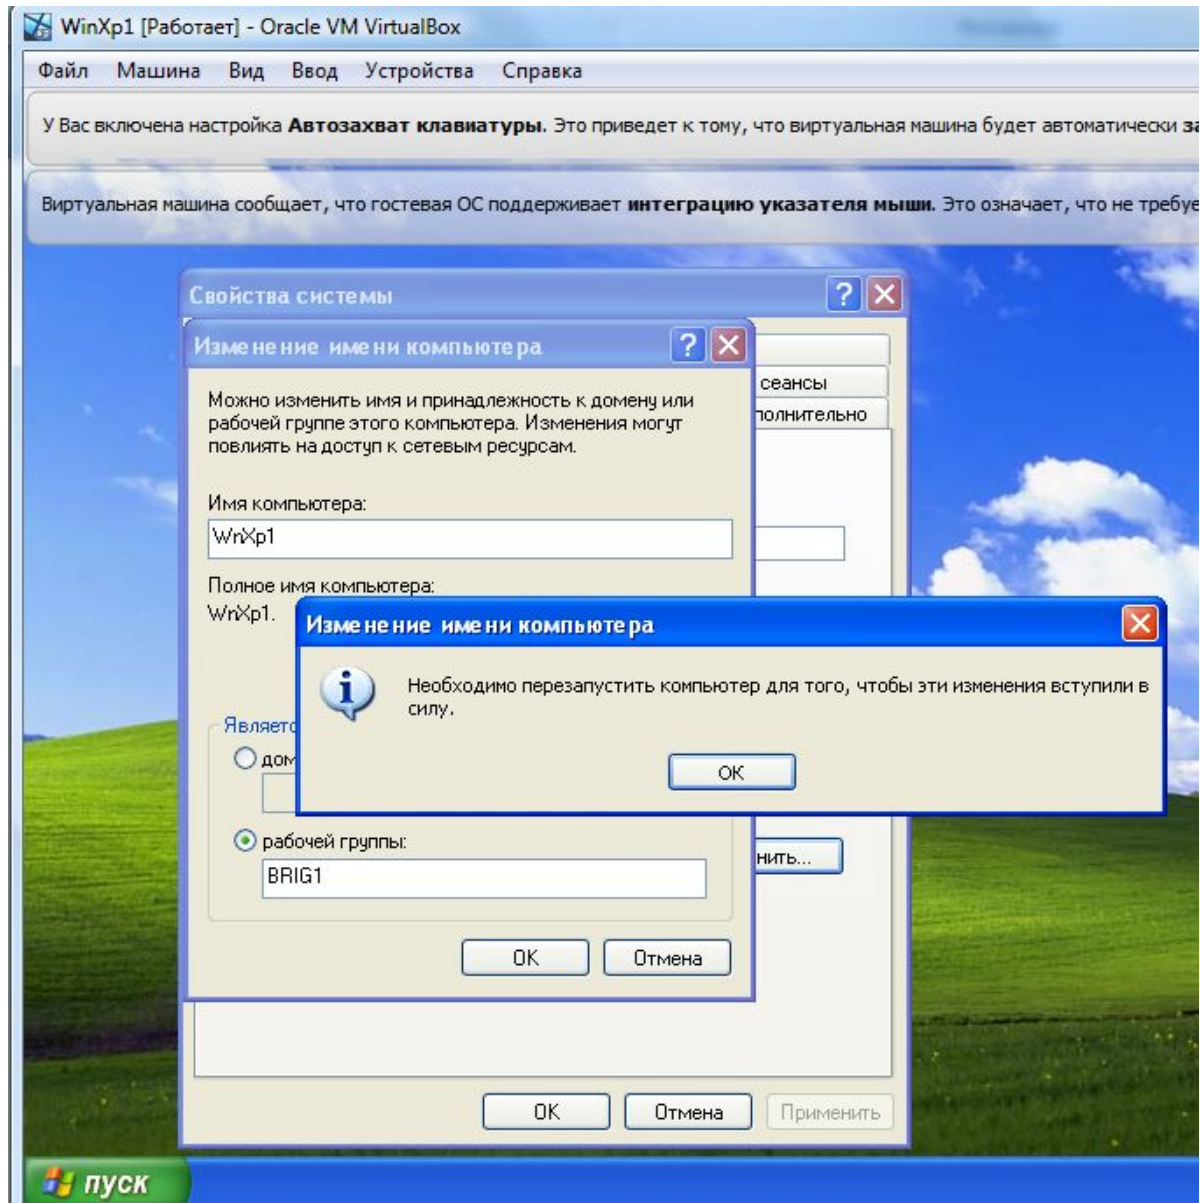 WinXp1 [Работает] - Oracle VM VirtualBox
Файл Машина Вид Ввод Устройства Справка
У Вас включена настройка Автозахват клавиатуры. Это приведет к тому, что виртуальная машина будет автоматически за
Виртуальная машина сообщает, что гостевая ОС поддерживает интеграцию указателя мыши. Это означает, что не требуе
Свойства системы
Изменение имени компьютера
сеансы
полнительно
Можно изменить имя и принадлежность к домену или
рабочей группе этого компьютера. Изменения могут
повлиять на доступ к сетевым ресурсам.
Имя компьютера:
WnXp1
Полное имя компьютера:
WnXp1.
Изменение имени компьютера
Необходимо перезапустить компьютер для того, чтобы эти изменения вступили в
силу.
OK
Являетс
дом
рабочей группы:
BRIG1
нить...
OK Отмена
OK Отмена Применить
пуск